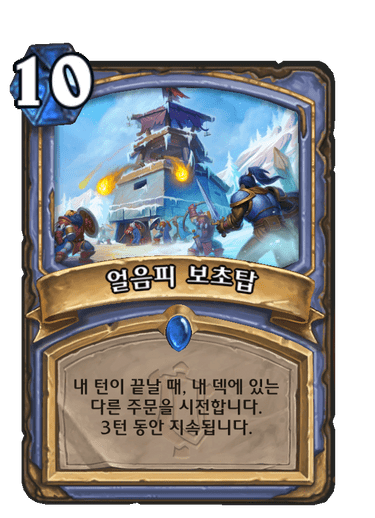 10
얼음피 보초탑
내 턴이 끝날 때, 내 덱에 있는
다른 주문을 시전합니다.
3턴 동안 지속됩니다.